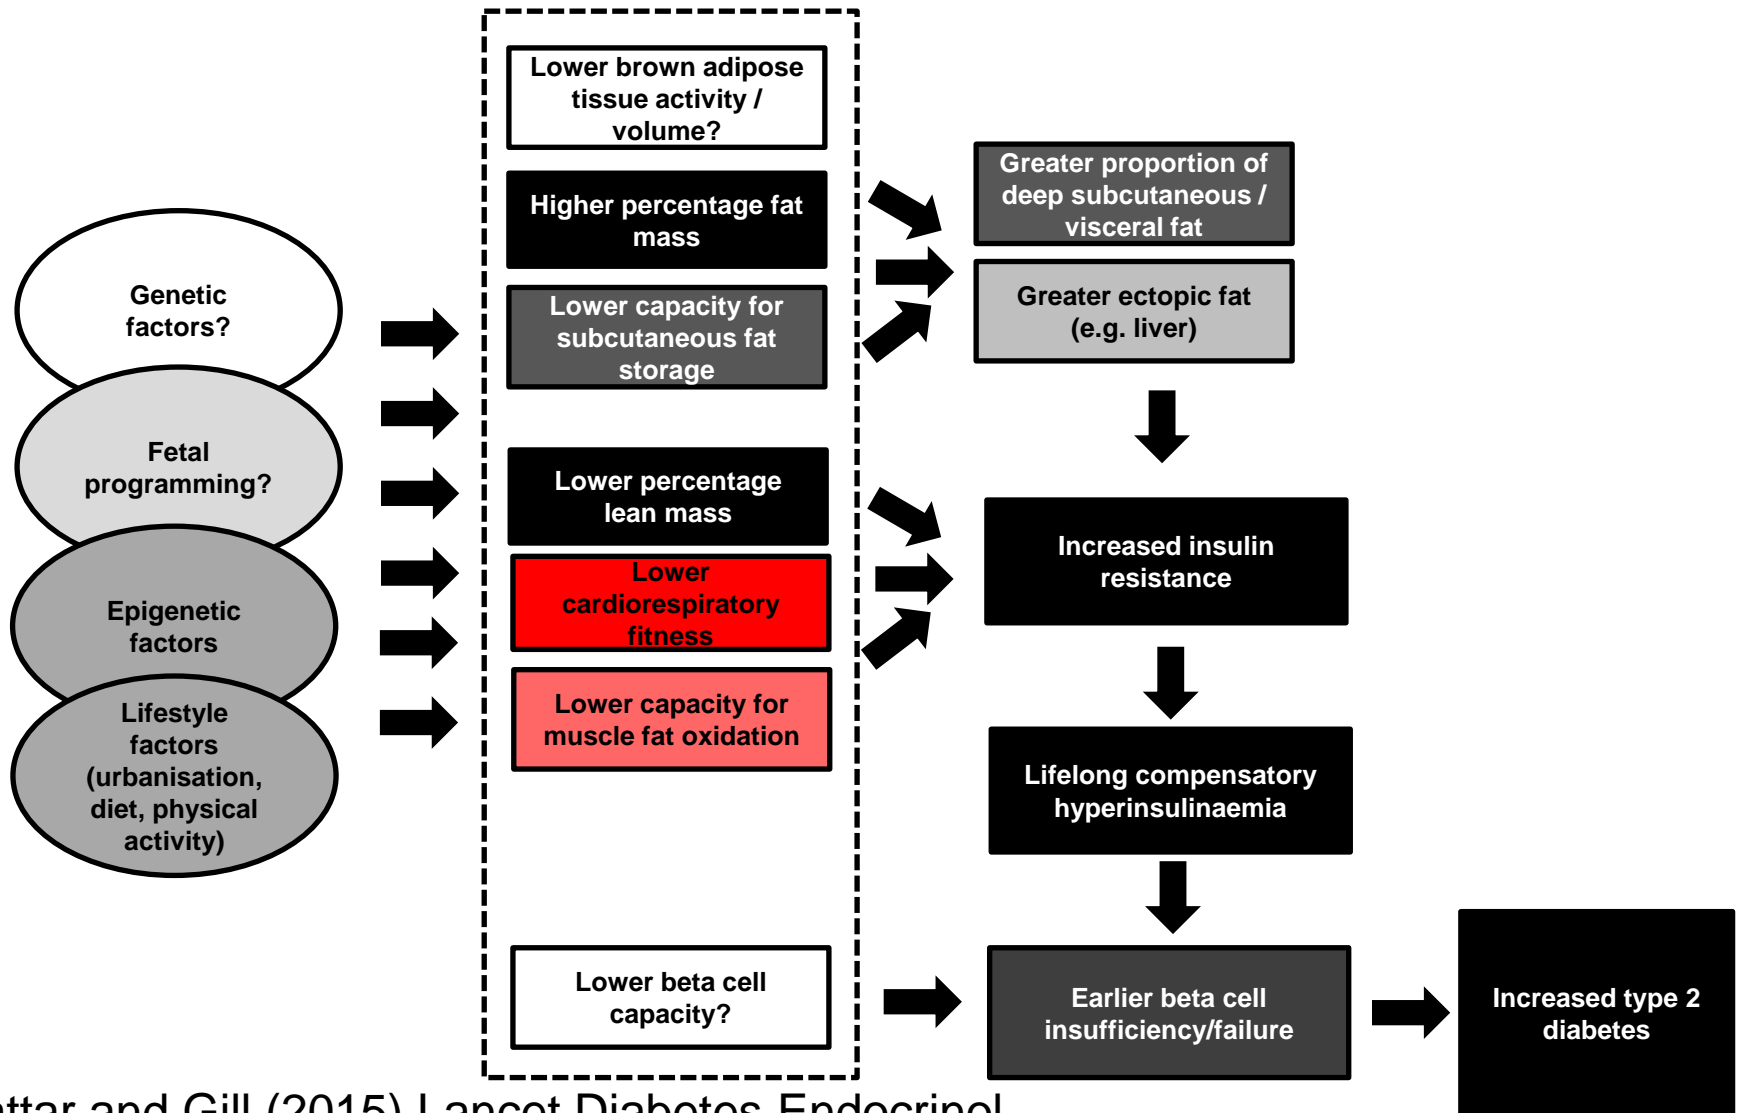 Genetic
factors?
Fetal
programming?
Epigenetic
factors
Lifestyle
factors
(urbanisation,
diet, physical
activity)
Lower brown adipose
tissue activity /
volume?
Higher percentage fat
mass
Lower capacity for
subcutaneous fat
storage
Lower percentage
lean mass
Lower
cardiorespiratory
fitness
Lower capacity for
muscle fat oxidation
Lower beta cell
capacity?
Greater proportion of
deep subcutaneous /
visceral fat
Greater ectopic fat
(e.g. liver)
Increased insulin
resistance
Lifelong compensatory
hyperinsulinaemia
Earlier beta cell
insufficiency/failure
Increased type 2
diabetes
and Gill (2015) Lancet Diabetes Endocrinol